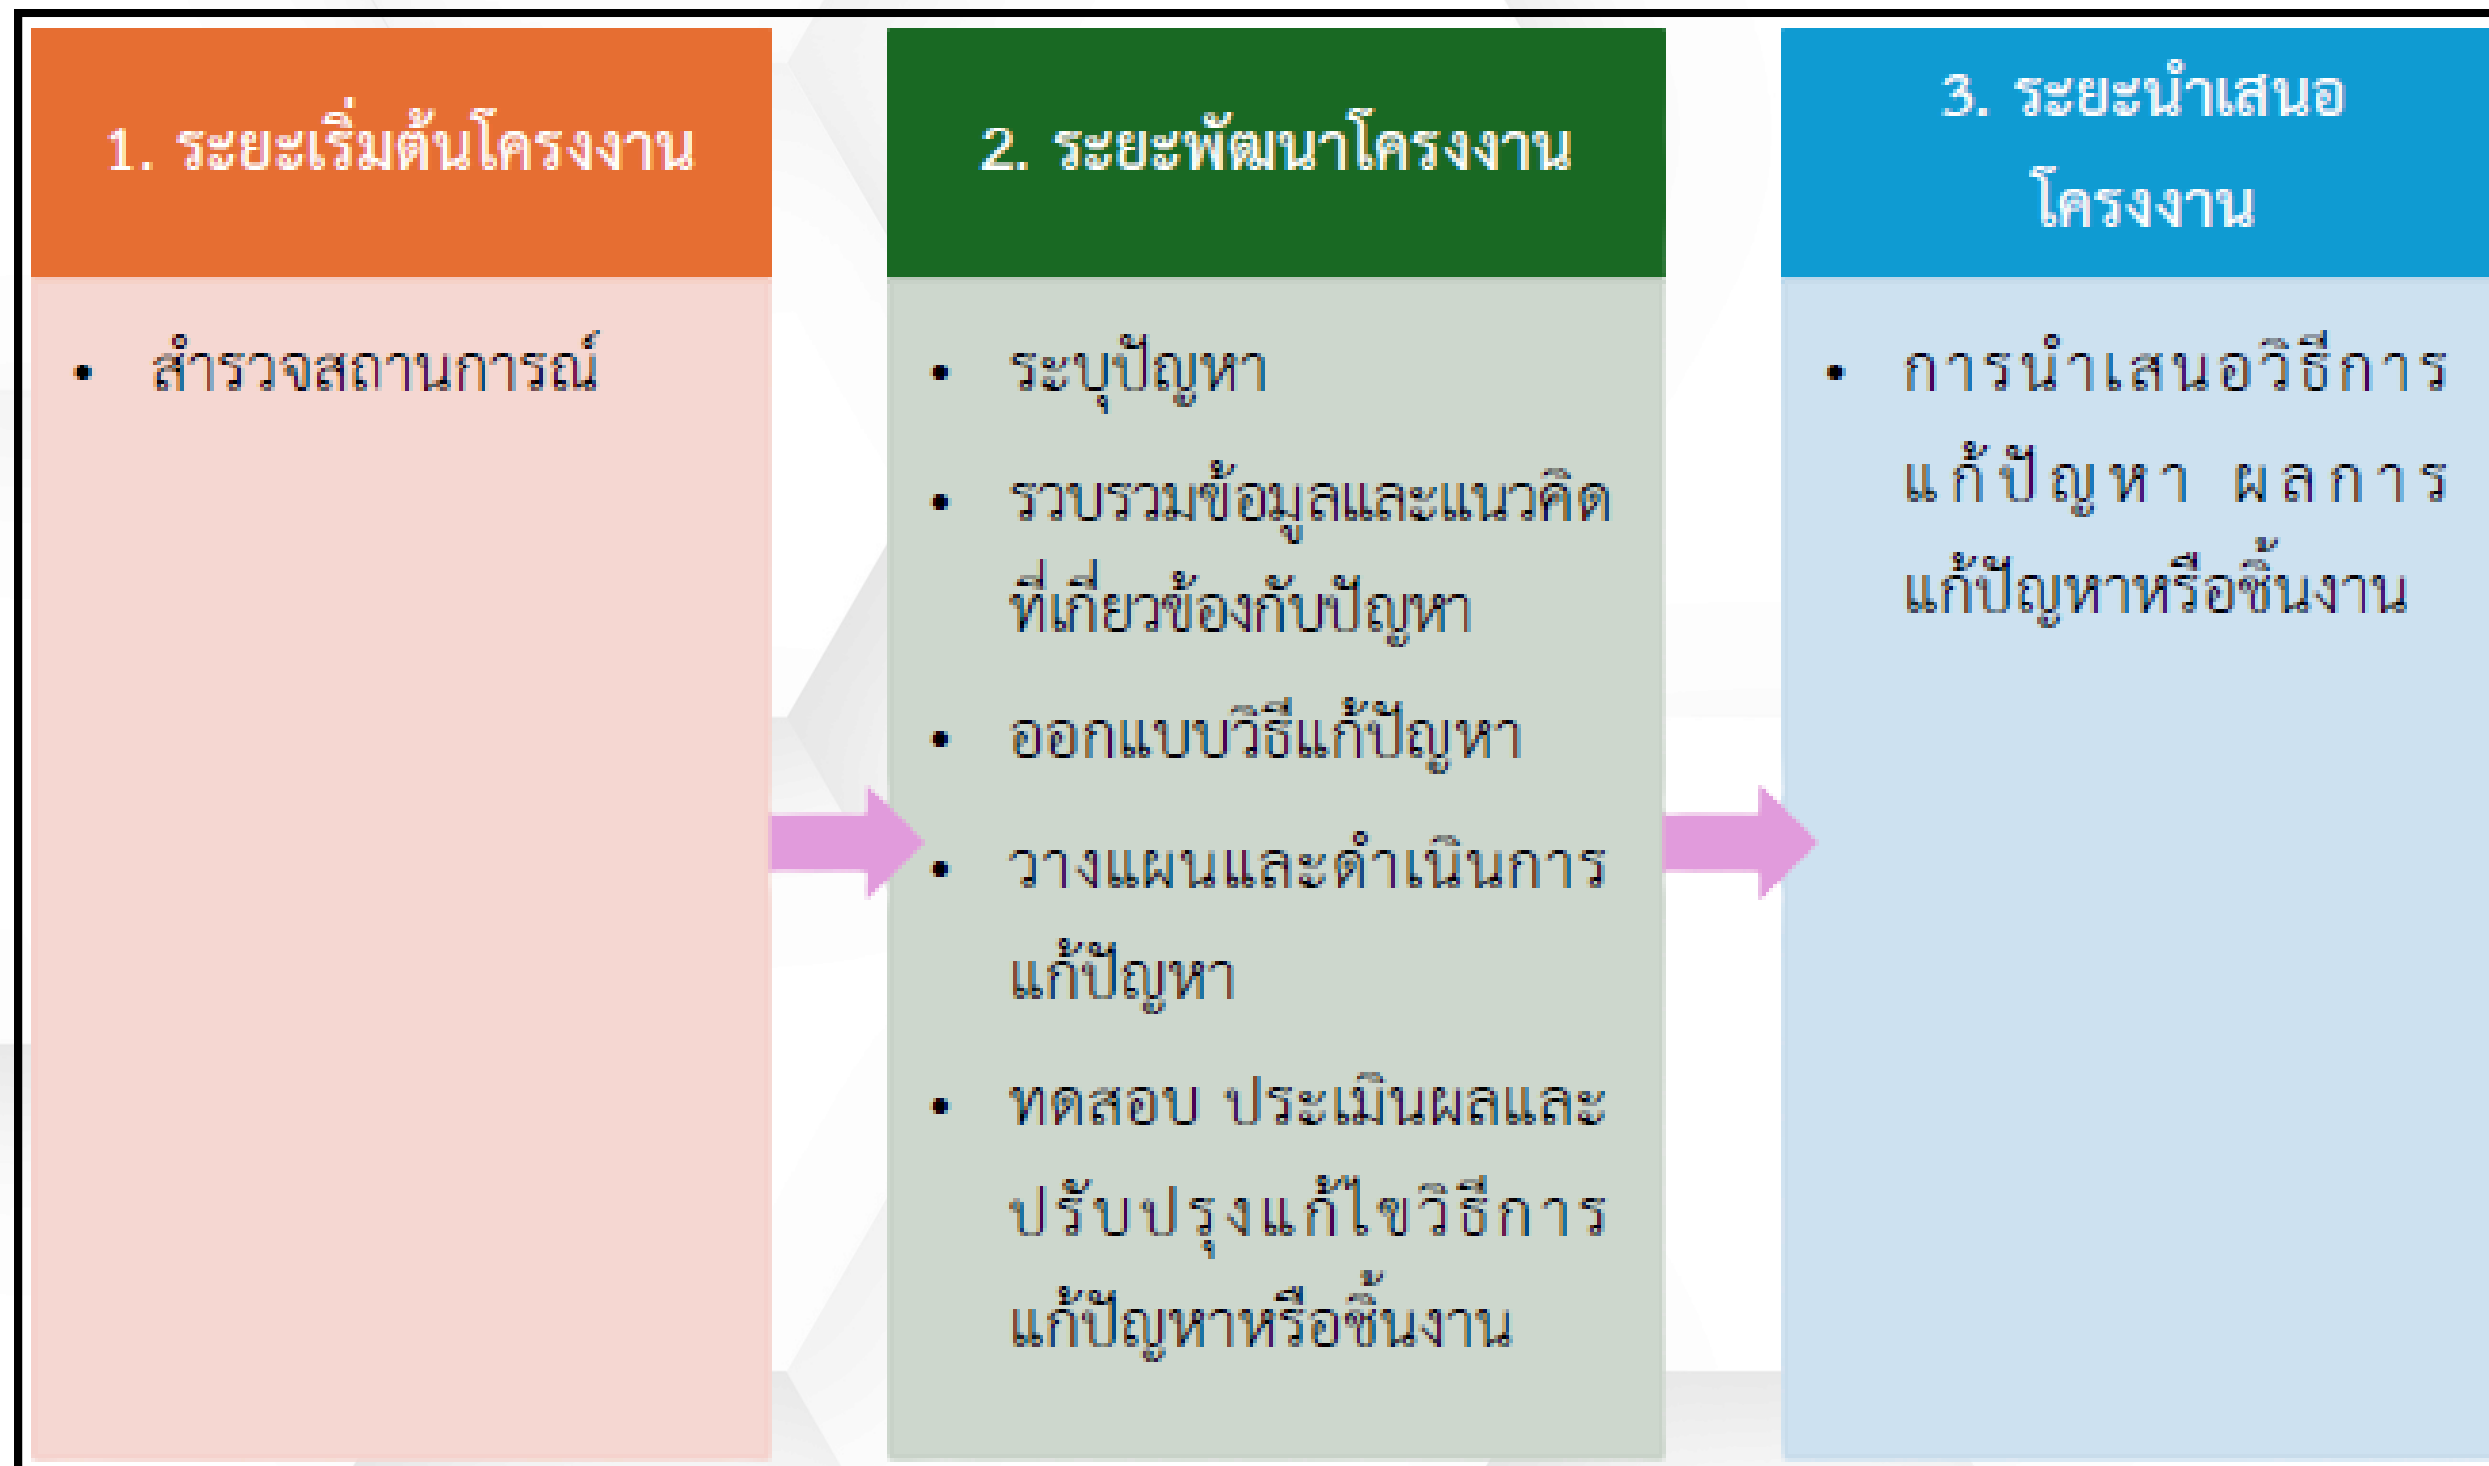 1. ระยะเริ่มต้นโครงงาน
• สำรวจสถานการณ์
2. ระยะพัฒนาโครงงาน
• ระบุปัญหา
• รวบรวมข้อมูลและแนวคิด
ที่เกี่ยวข้องกับปัญหา
• ออกแบบวิธีแก้ปัญหา
• วางแผนและดำเนินการ
แก้ปัญหา
• ทดสอบ ประเมินผลและ
ปรับปรุงแก้ไขวิธีการ
แก้ปัญหาหรือชิ้นงาน
3. ระยะนำเสนอ
โครงงาน
• การนำเสนอวิธีการ
แก้ปัญหา ผลการ
แก้ปัญหาหรือชิ้นงาน